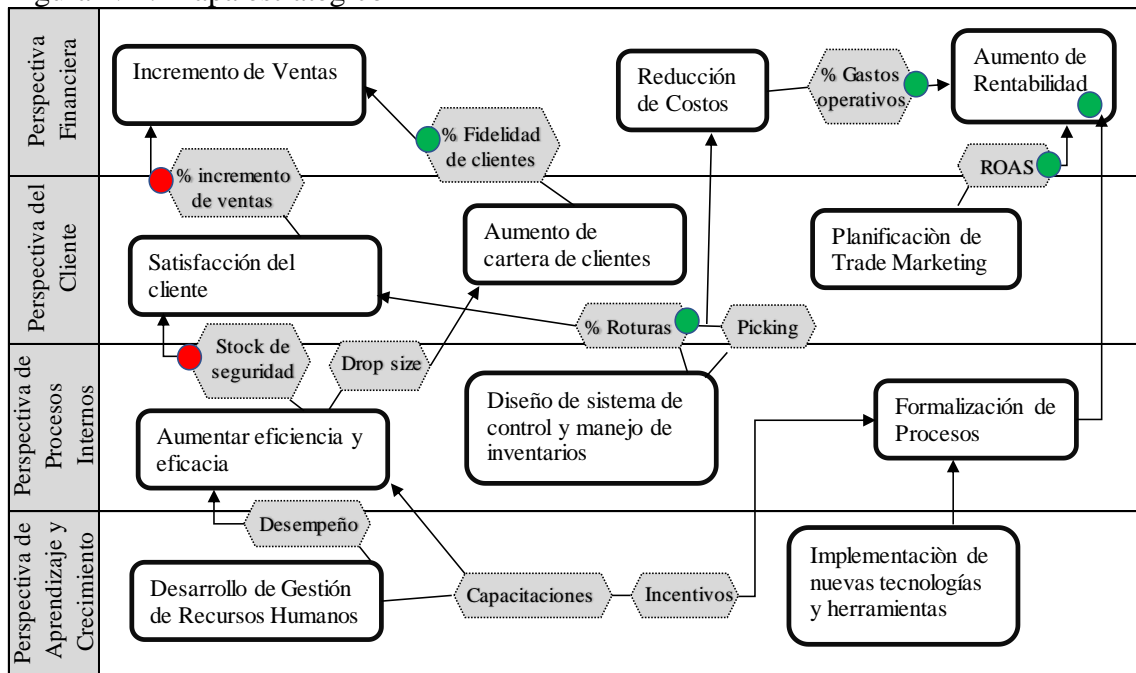 Mapa estratégico
Perspectiva
Financiera
Incremento de Ventas
% Fidelidad
de clientes
Reducción
de Costos
% Gastos
operativos
Aumento de
Rentabilidad
ROAS
% incremento
de ventas
Perspectiva del
Cliente
Satisfacción del
cliente
Aumento de
cartera de clientes
Planificaciòn de
Trade Marketing
% Roturas
Picking
Stock de
seguridad
Drop size
Perspectiva de
Procesos
Internos
Aumentar eficiencia y
eficacia
Diseño de sistema de
control y manejo de
inventarios
Formalización de
Procesos
Desempeño
Perspectiva de
Aprendizaje y
Crecimiento
Desarrollo de Gestión
de Recursos Humanos
Capacitaciones
Incentivos
Implementaciòn de
nuevas tecnologías
y herramientas